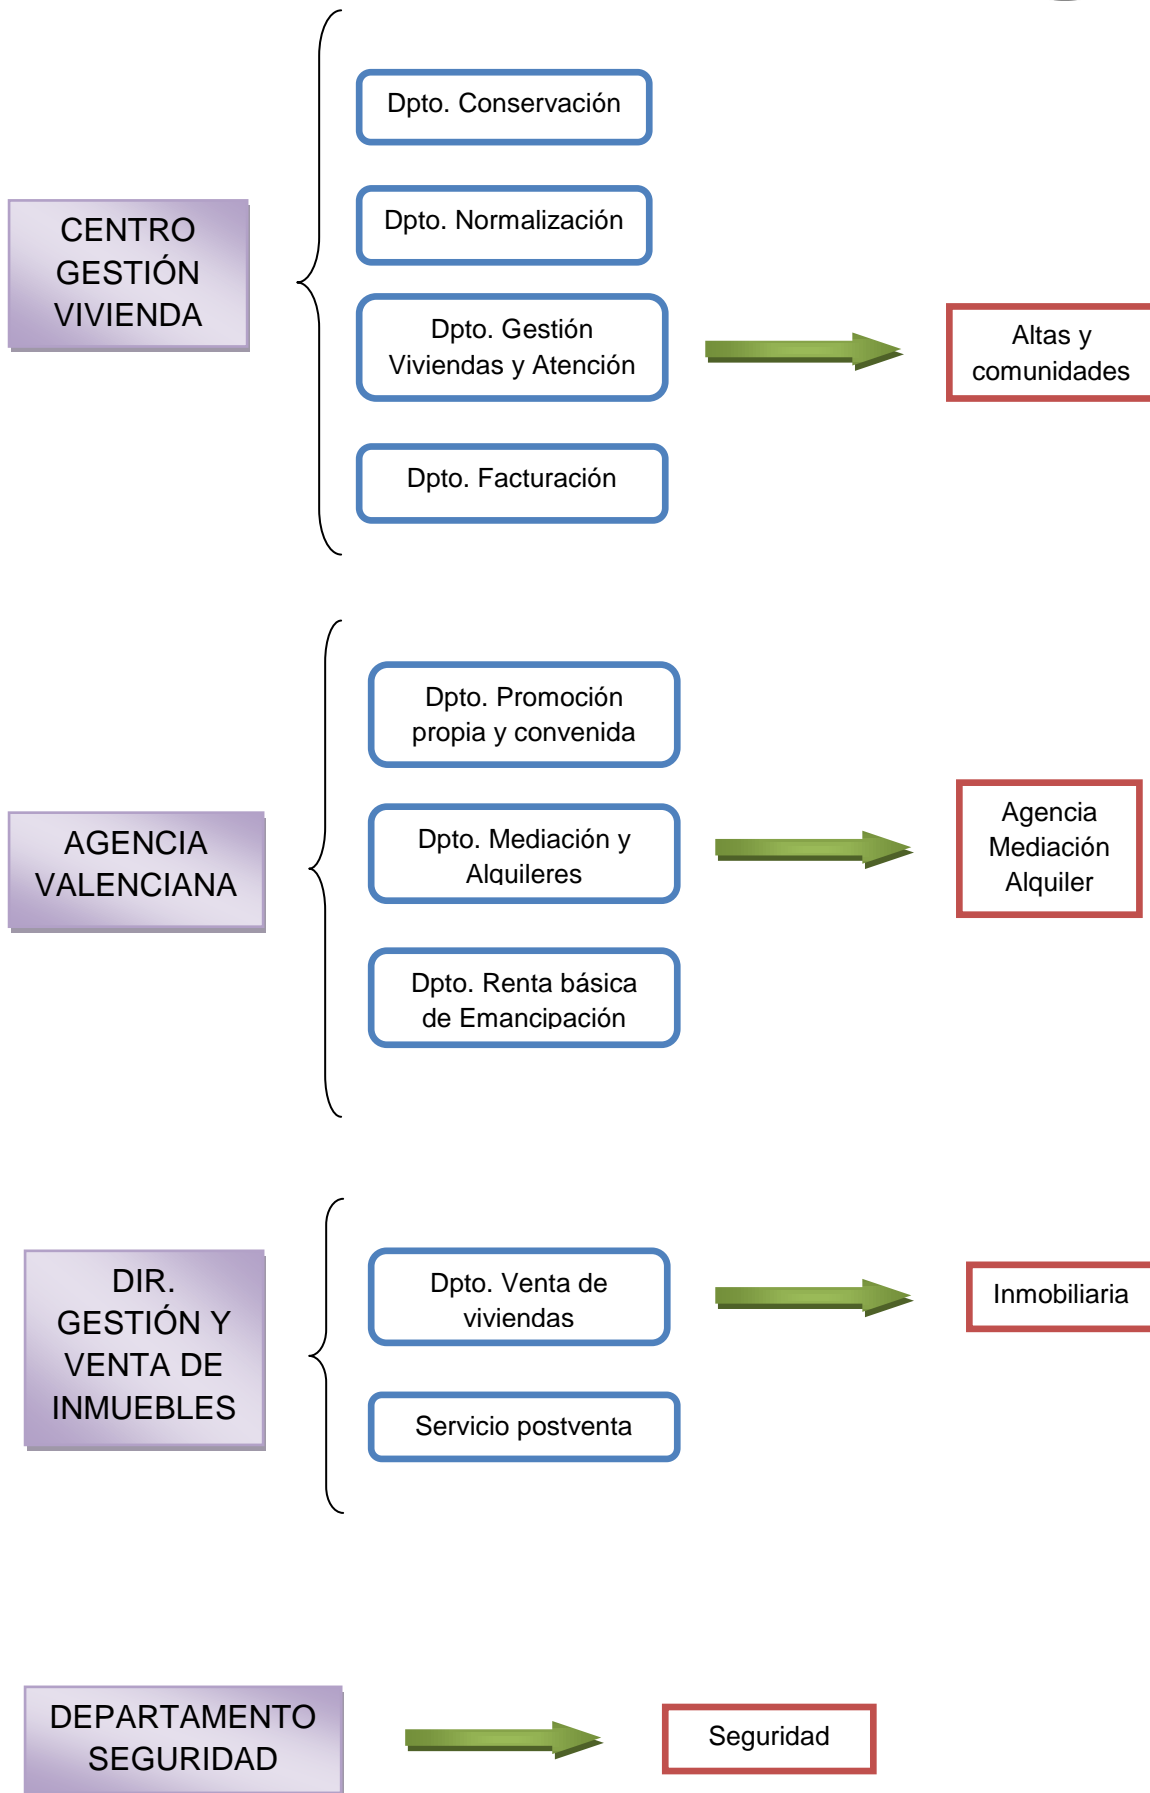 CENTRO
GESTIÓN
VIVIENDA
Dpto. Conservación
Dpto. Normalización
Dpto. Gestión
Viviendas y Atención
Dpto. Facturación
Altas y
comunidades
AGENCIA
VALENCIANA
Dpto. Promoción
propia y convenida
Dpto. Mediación y
Alquileres
Dpto. Renta básica
de Emancipación
Agencia
Mediación
Alquiler
DIR.
GESTIÓN Y
VENTA DE
INMUEBLES
Dpto. Venta de
viviendas
Servicio postventa
Inmobiliaria
DEPARTAMENTO
SEGURIDAD
Seguridad